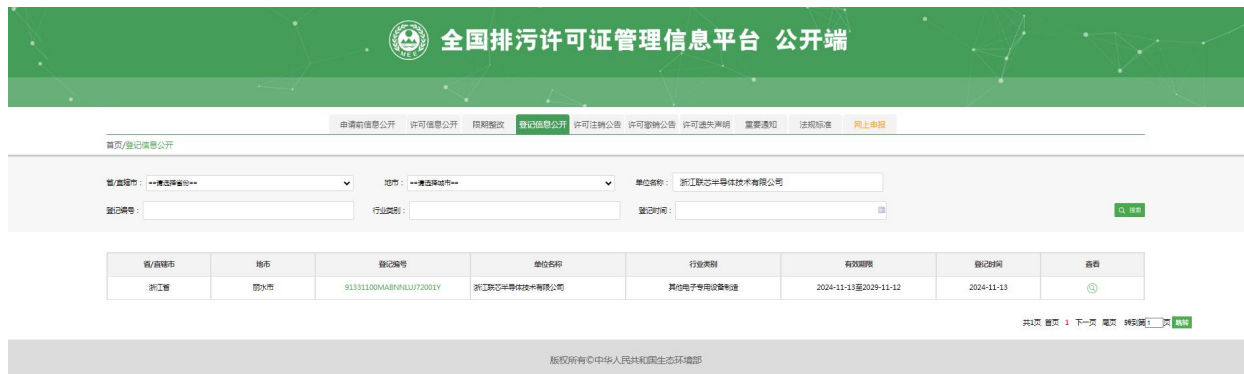 MEE
全国排污许可证管理信息平台 公开端
申请前信息公开 许可信息公开 限期整改 登记信息公开 许可注销公告 许可撤销公告 许可遗失声明 重要通知 法规标准 网上申报
首页/登记信息公开
省/直辖市： ==请选择省份== 地市： ==请选择城市== 单位名称： 浙江联芯半导体技术有限公司
登记编号： 行业类别： 登记时间： 搜索
省/直辖市 地市 登记编号 单位名称 行业类别 有效期限 登记时间 查看
浙江省 丽水市 91331100MABNNLUJ72001Y 浙江联芯半导体技术有限公司 其他电子专用设备制造 2024-11-13至2029-11-12 2024-11-13
共1页 首页 1 下一页 尾页 转到第 1 页 跳转
版权所有©中华人民共和国生态环境部